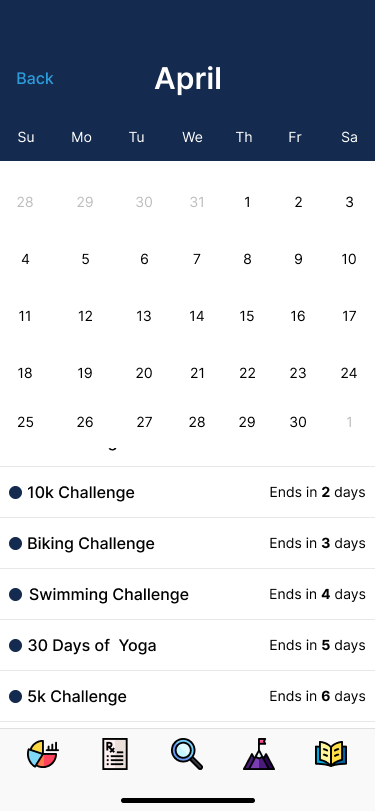 Back April
Su Mo Tu We Th Fr Sa
28 29 30 31 1 2 3
4 5 6 7 8 9 10
11 12 13 14 15 16 17
18 19 20 21 22 23 24
25 26 27 28 29 30 1
10k Challenge Ends in 2 days
Biking Challenge Ends in 3 days
Swimming Challenge Ends in 4 days
30 Days of Yoga Ends in 5 days
5k Challenge Ends in 6 days
Rx